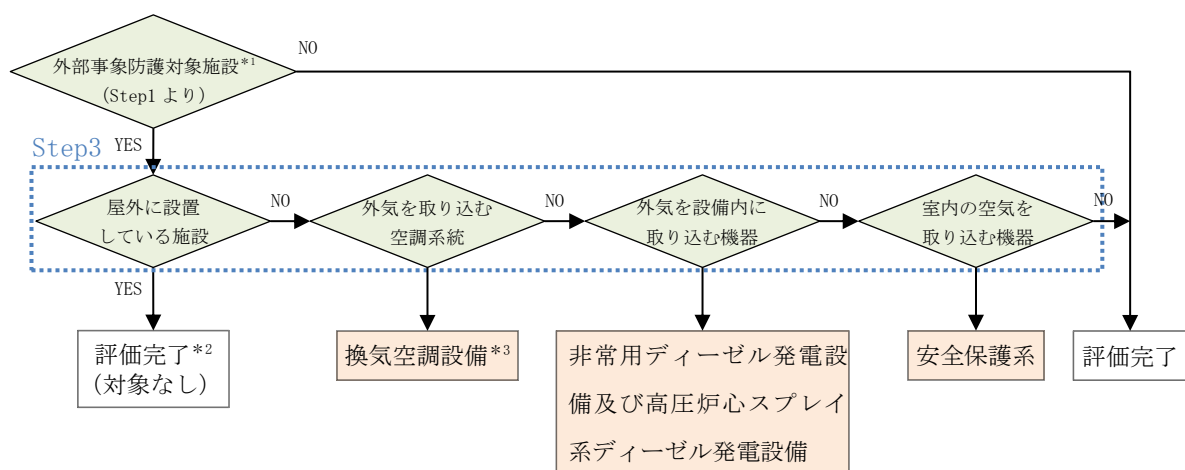 外部事象防護対象施設*1
(Step1 より)
NO
YES
Step3
屋外に設置
している施設
NO
外気を取り込む
空調系統
NO
外気を設備内に
取り込む機器
NO
室内の空気を
取り込む機器
NO
YES
評価完了*2
(対象なし)
換気空調設備*3
非常用ディーゼル発電設
備及び高圧炉心スプレイ
系ディーゼル発電設備
安全保護系
評価完了